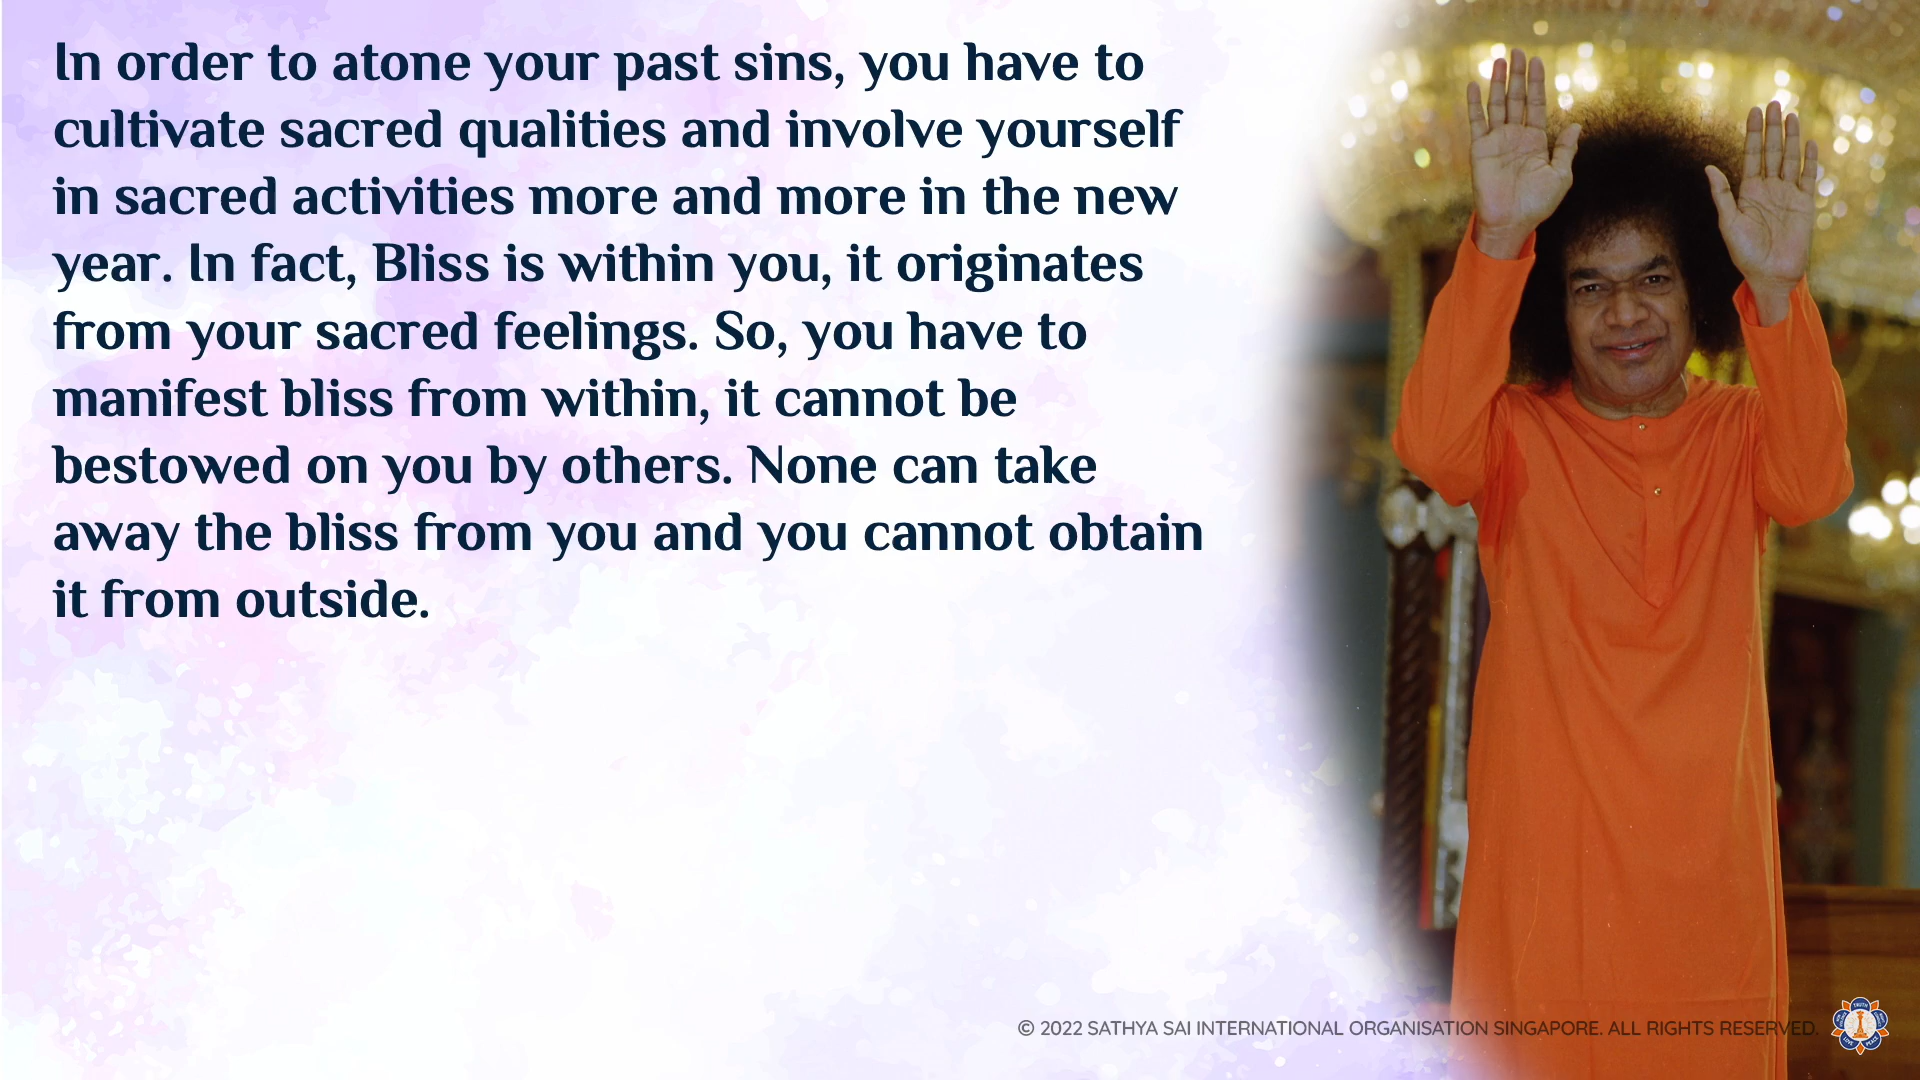 In order to atone your past sins, you have to
cultivate sacred qualities and involve yourself
in sacred activities more and more in the new
year. In fact, Bliss is within you, it originates
from your sacred feelings. So, you have to
manifest bliss from within, it cannot be
bestowed on you by others. None can take
away the bliss from you and you cannot obtain
it from outside.
© 2022 SATHYA SAI INTERNATIONAL ORGANISATION SINGAPORE. ALL RIGHTS RESERVED.